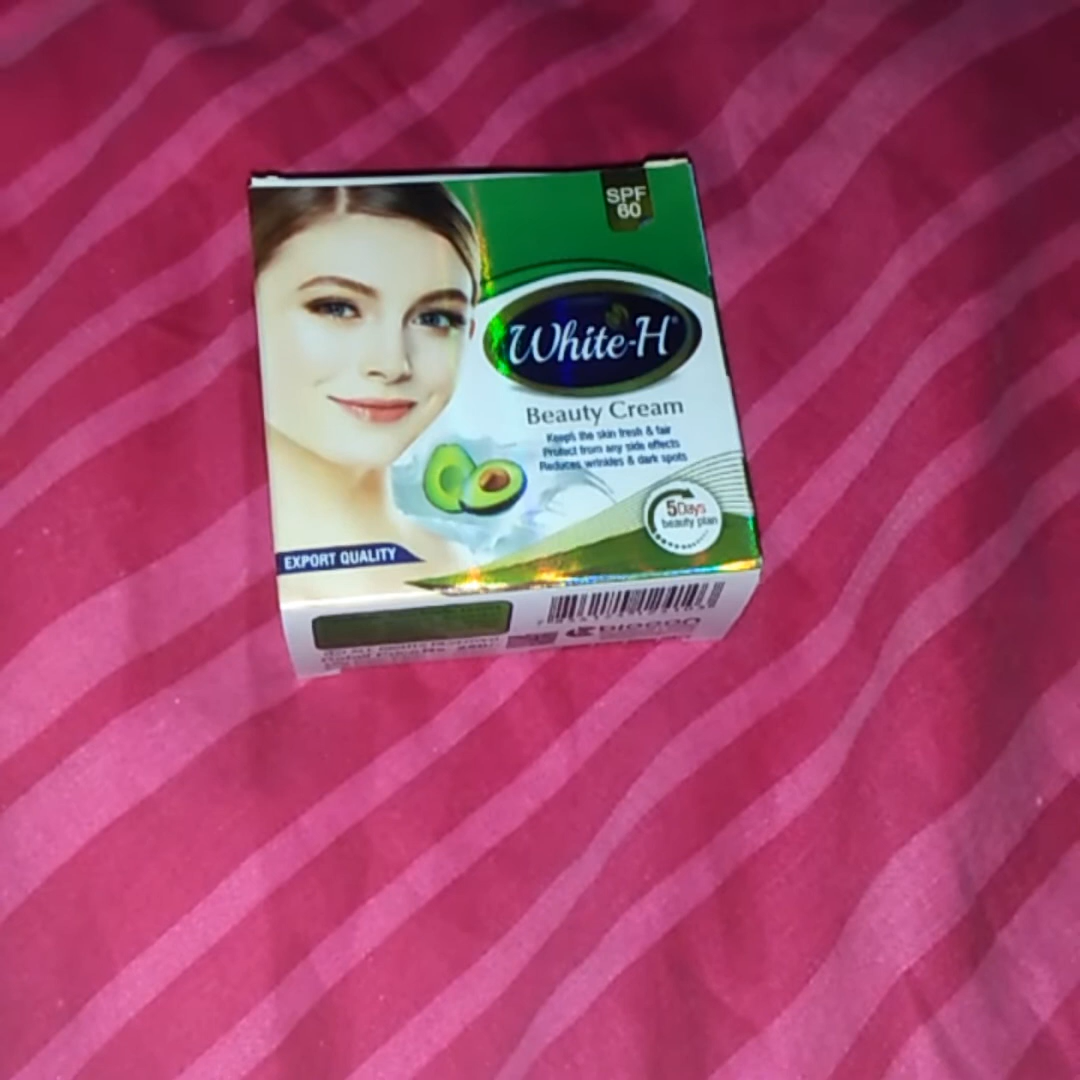 SPF
60
White-H®
Beauty Cream
Keeps the skin fresh & fair
Protect from any side effects
Reduces wrinkles & dark spots
5Days
beauty plan
EXPORT QUALITY